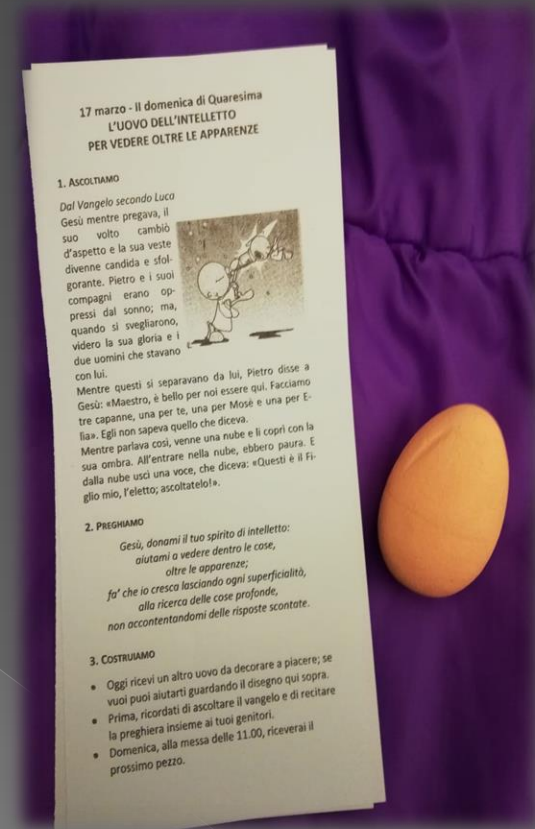 17 marzo - II domenica di Quaresima
L'UOVO DELL'INTELLETTO
PER VEDERE OLTRE LE APPARENZE
1. ASCOLTIAMO
Dal Vangelo secondo Luca
Gesù mentre pregava, il
suo volto cambiò
d'aspetto e la sua veste
divenne candida e sfol-
gorante. Pietro e i suoi
compagni erano op-
pressi dal sonno; ma,
quando si svegliarono,
videro la sua gloria e i
due uomini che stavano
con lui.
Mentre questi si separavano da lui, Pietro disse a
Gesù: «Maestro, è bello per noi essere qui. Facciamo
tre capanne, una per te, una per Mosè e una per E-
lia». Egli non sapeva quello che diceva.
Mentre parlava così, venne una nube e li coprì con la
sua ombra. All'entrare nella nube, ebbero paura. E
dalla nube uscì una voce, che diceva: «Questi è il Fi-
glio mio, l'eletto; ascoltatelo!».
2. PREGHIAMO
Gesù, donami il tuo spirito di intelletto:
aiutami a vedere dentro le cose,
oltre le apparenze;
fa' che io cresca lasciando ogni superficialità,
alla ricerca delle cose profonde,
non accontentandomi delle risposte scontate.
3. COSTRUIAMO
• Oggi ricevi un altro uovo da decorare a piacere; se
vuoi puoi aiutarti guardando il disegno qui sopra.
• Prima, ricordati di ascoltare il vangelo e di recitare
la preghiera insieme ai tuoi genitori.
• Domenica, alla messa delle 11.00, riceverai il
prossimo pezzo.